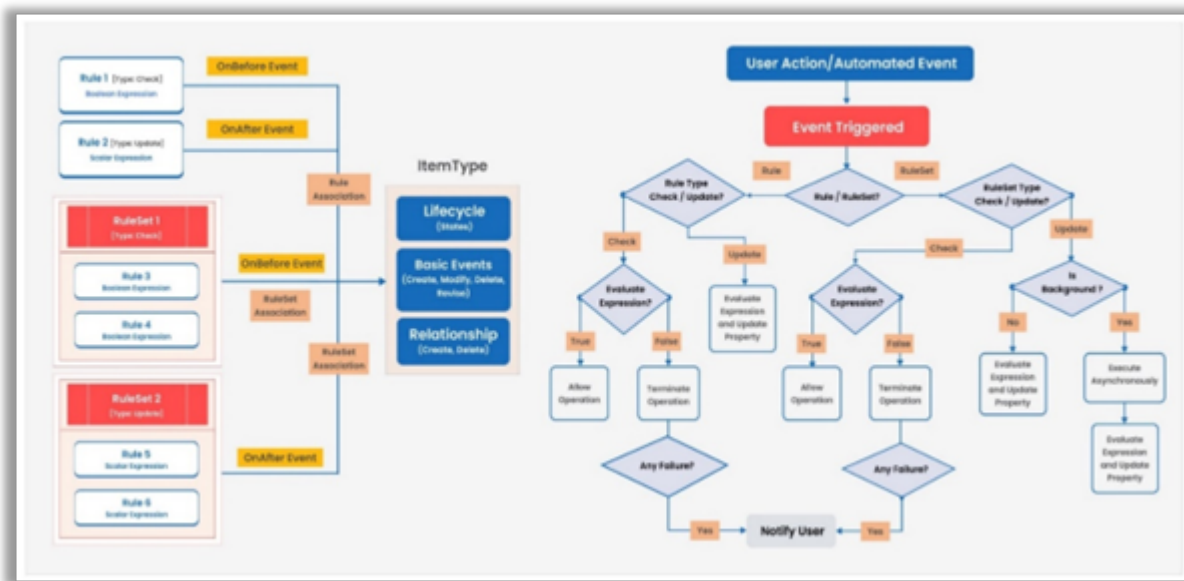 Rule 1 [Type: Check]
Boolean Expression
OnBefore Event
Rule 2 [Type: Update]
Scalar Expression
OnAfter Event
Rule
Association
RuleSet 1
[Type: Check]
Rule 3
Boolean Expression
Rule 4
Boolean Expression
OnBefore Event
RuleSet
Association
RuleSet
Association
RuleSet 2
[Type: Update]
Rule 5
Scalar Expression
Rule 6
Scalar Expression
OnAfter Event
ItemType
Lifecycle
(States)
Basic Events
(Create, Modify, Delete,
Revise)
Relationship
(Create, Delete)
User Action/Automated Event
Event Triggered
Rule
RuleSet
Rule Type
Check / Update?
Rule / RuleSet?
RuleSet Type
Check / Update?
Check
Update
Check
Update
Evaluate
Expression?
Evaluate
Expression
and Update
Property
Evaluate
Expression?
Is
Background ?
True
False
True
False
No
Yes
Allow
Operation
Terminate
Operation
Allow
Operation
Terminate
Operation
Evaluate
Expression
and Update
Property
Execute
Asynchronously
Evaluate
Expression
and Update
Property
Any Failure?
Any Failure?
Yes
Notify User
Yes